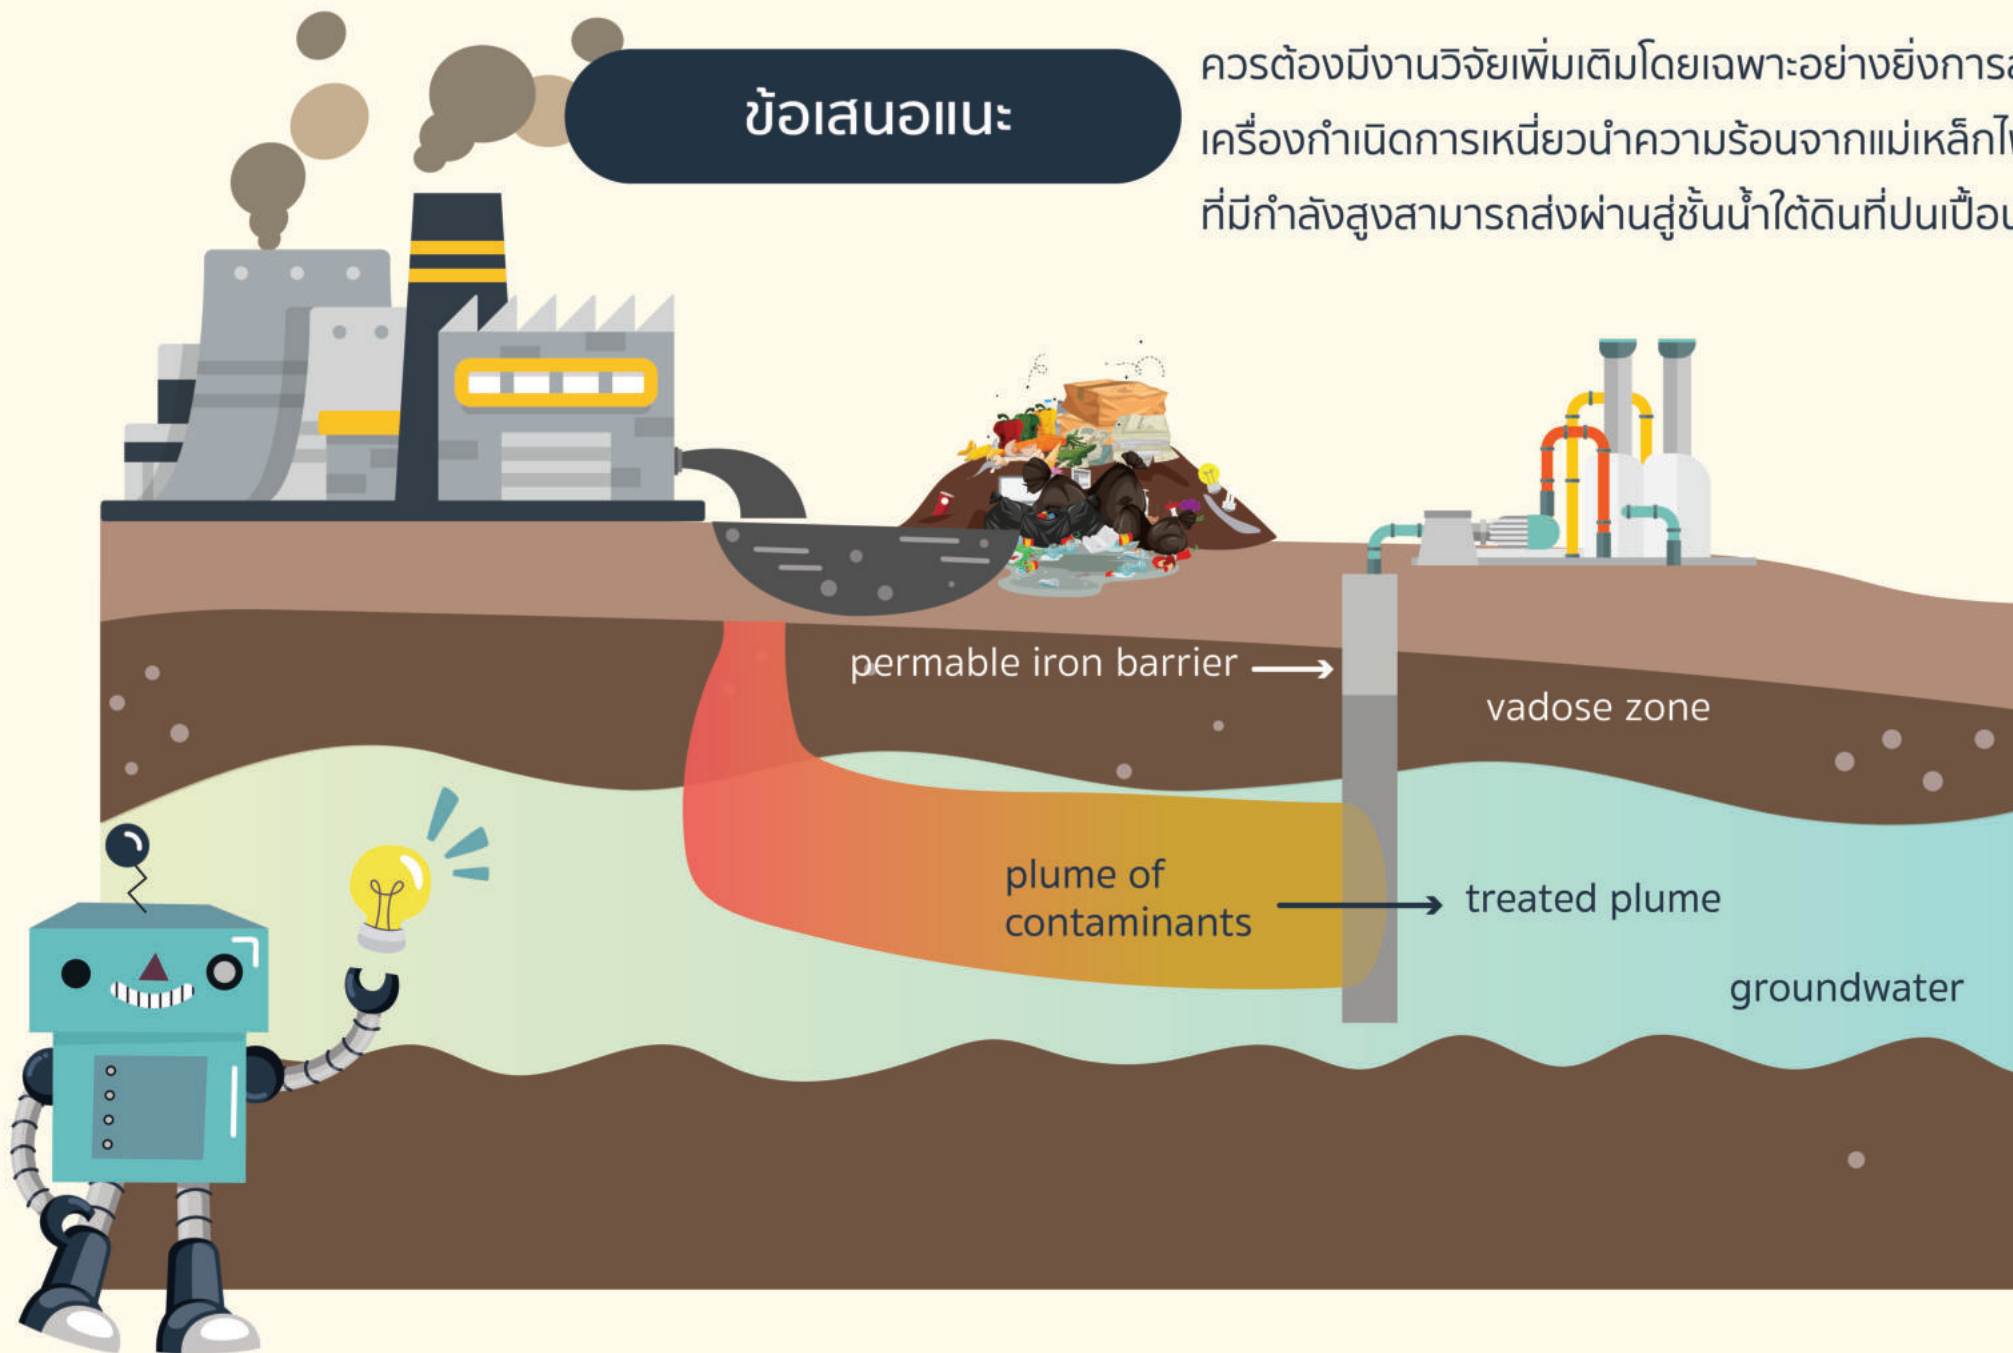 ข้อเสนอแนะ
ควรต้องมีงานวิจัยเพิ่มเติมโดยเฉพาะอย่างยิ่งการ
เครื่องกำเนิดการเหนี่ยวนำความร้อนจากแม่เหล็ก
ที่มีกำลังสูงสามารถส่งผ่านสู่ชั้นน้ำใต้ดินที่ปนเปื้อน
permable iron barrier
vadose zone
plume of
contaminants
treated plume
groundwater